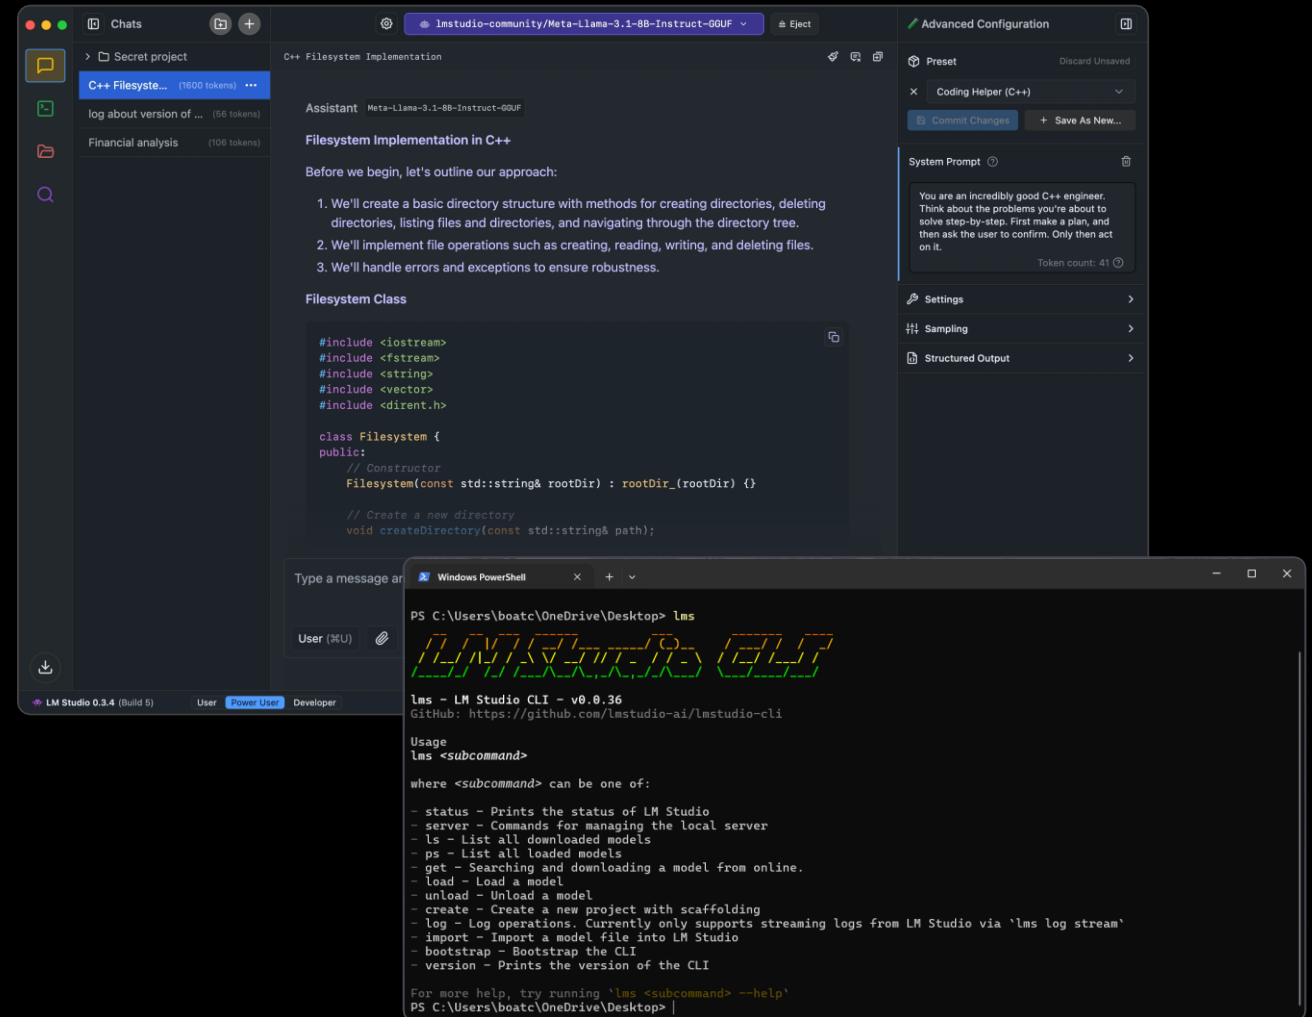 Chats
lmstudio-community/Meta-Llama-3.1-8B-Instruct-GGUF
Eject
Advanced Configuration
Secret project
C++ Filesyste... (1600 tokens) ...
log about version of ... (56 tokens)
Financial analysis (106 tokens)
C++ Filesystem Implementation
Assistant Meta-Llama-3.1-8B-Instruct-GGUF
Filesystem Implementation in C++
Before we begin, let's outline our approach:
1. We'll create a basic directory structure with methods for creating directories, deleting
directories, listing files and directories, and navigating through the directory tree.
2. We'll implement file operations such as creating, reading, writing, and deleting files.
3. We'll handle errors and exceptions to ensure robustness.
Filesystem Class
#include <iostream>
#include <fstream>
#include <string>
#include <vector>
#include <dirent.h>
class Filesystem {
public:
// Constructor
Filesystem(const std::string& rootDir) : rootDir_(rootDir) {}
// Create a new directory
void createDirectory(const std::string& path);
Type a message an
User (⌘U)
Preset
Discard Unsaved
Coding Helper (C++)
Commit Changes
+ Save As New...
System Prompt
You are an incredibly good C++ engineer.
Think about the problems you're about to
solve step-by-step. First make a plan, and
then ask the user to confirm. Only then act
on it.
Token count: 41
Settings
Sampling
Structured Output
LM Studio 0.3.4 (Build 5)
User
Power User
Developer
Windows PowerShell
PS C:\Users\boatc\OneDrive\Desktop> lms
LM Studio CLI
lms - LM Studio CLI - v0.0.36
GitHub: https://github.com/lmstudio-ai/lmstudio-cli
Usage
lms <subcommand>
where <subcommand> can be one of:
- status - Prints the status of LM Studio
- server - Commands for managing the local server
- ls - List all downloaded models
- ps - List all loaded models
- get - Searching and downloading a model from online.
- load - Load a model
- unload - Unload a model
- create - Create a new project with scaffolding
- log - Log operations. Currently only supports streaming logs from LM Studio via `lms log stream`
- import - Import a model file into LM Studio
- bootstrap - Bootstrap the CLI
- version - Prints the version of the CLI
For more help, try running `lms <subcommand> --help`
PS C:\Users\boatc\OneDrive\Desktop>